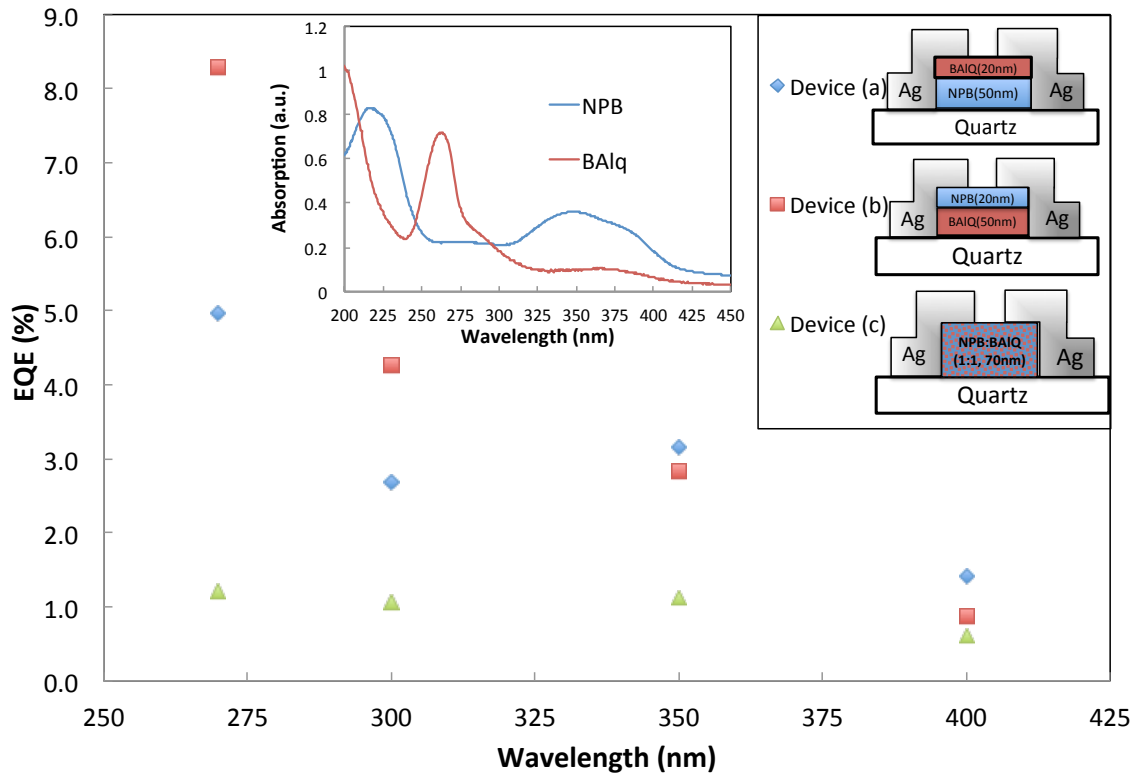 9.0
8.0
7.0
6.0
5.0
4.0
3.0
2.0
1.0
0.0
EQE (%)
250
275
300
325
350
375
400
425
Wavelength (nm)
1.2
1
0.8
0.6
0.4
0.2
0
Absorption (a.u.)
200 225 250 275 300 325 350 375 400 425 450
Wavelength (nm)
NPB
BAlq
Device (a)
BAlQ(20nm)
Ag NPB(50nm) Ag
Quartz
Device (b)
NPB(20nm)
Ag BAlQ(50nm) Ag
Quartz
Device (c)
NPB:BAlQ
Ag (1:1, 70nm) Ag
Quartz